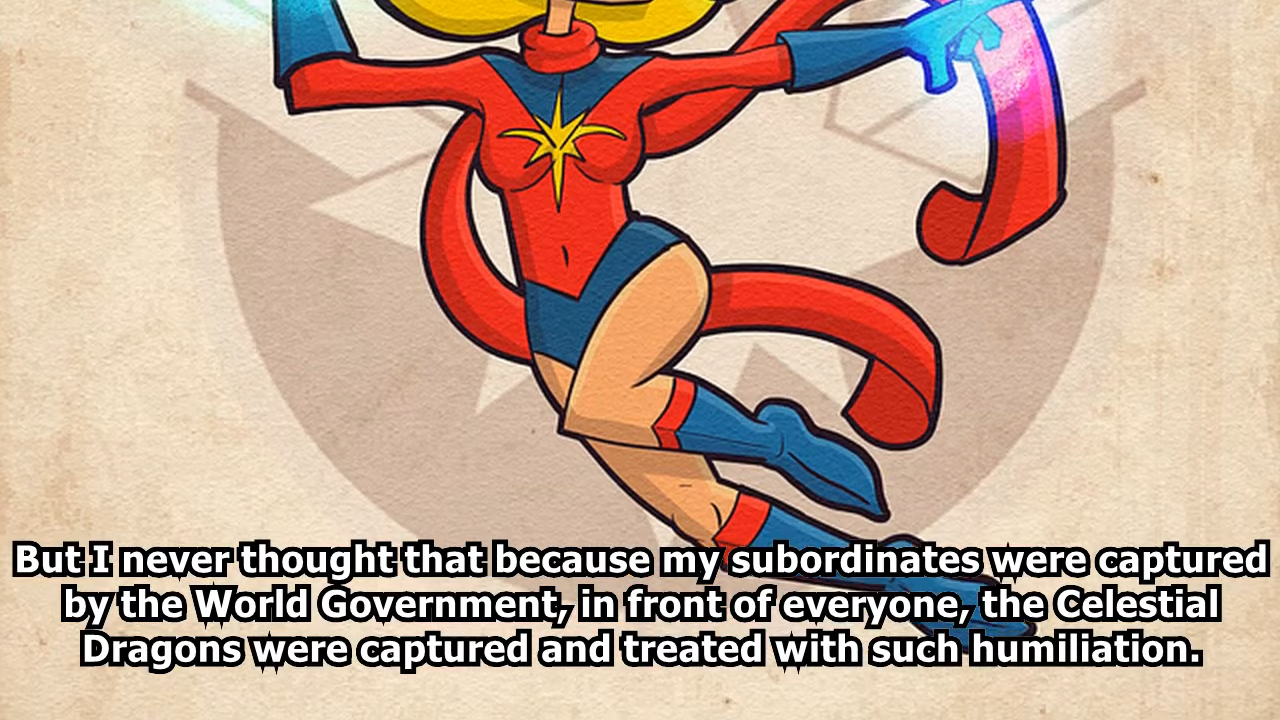 But I never thought that because my subordinates were captured
by the World Government, in front of everyone, the Celestial
Dragons were captured and treated with such humiliation.